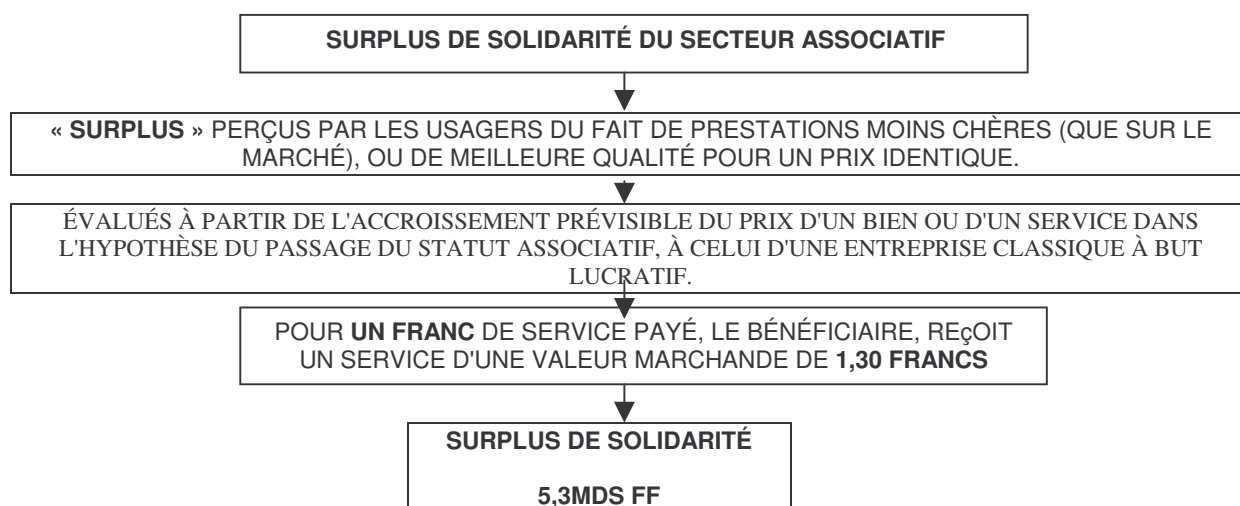 SURPLUS DE SOLIDARITÉ DU SECTEUR ASSOCIATIF
« SURPLUS » PERÇUS PAR LES USAGERS DU FAIT DE PRESTATIONS MOINS CHÈRES (QUE SUR LE
MARCHÉ), OU DE MEILLEURE QUALITÉ POUR UN PRIX IDENTIQUE.
ÉVALUÉS À PARTIR DE L'ACCROISSEMENT PRÉVISIBLE DU PRIX D'UN BIEN OU D'UN SERVICE DANS
L'HYPOTHÈSE DU PASSAGE DU STATUT ASSOCIATIF, À CELUI D'UNE ENTREPRISE CLASSIQUE À BUT
LUCRATIF.
POUR UN FRANC DE SERVICE PAYÉ, LE BÉNÉFICIAIRE, REçOIT
UN SERVICE D'UNE VALEUR MARCHANDE DE 1,30 FRANCS
SURPLUS DE SOLIDARITÉ
5,3MDS FF